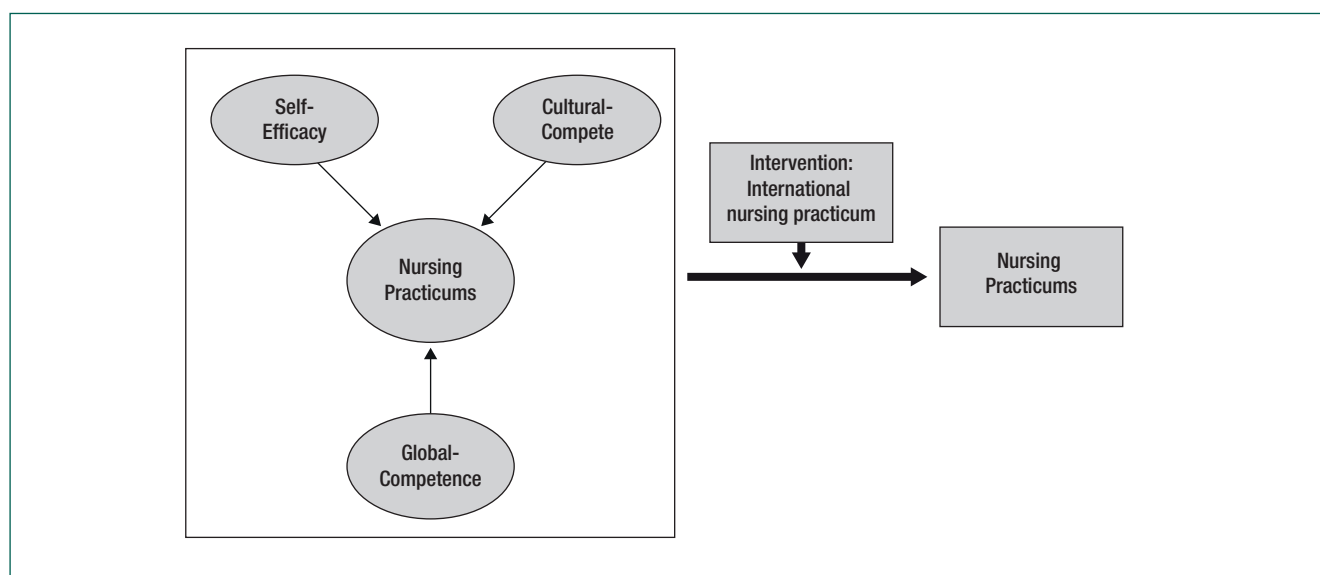 Self-
Efficacy
Cultural-
Compete
Nursing
Practicums
Global-
Competence
Intervention:
International
nursing practicum
Nursing
Practicums